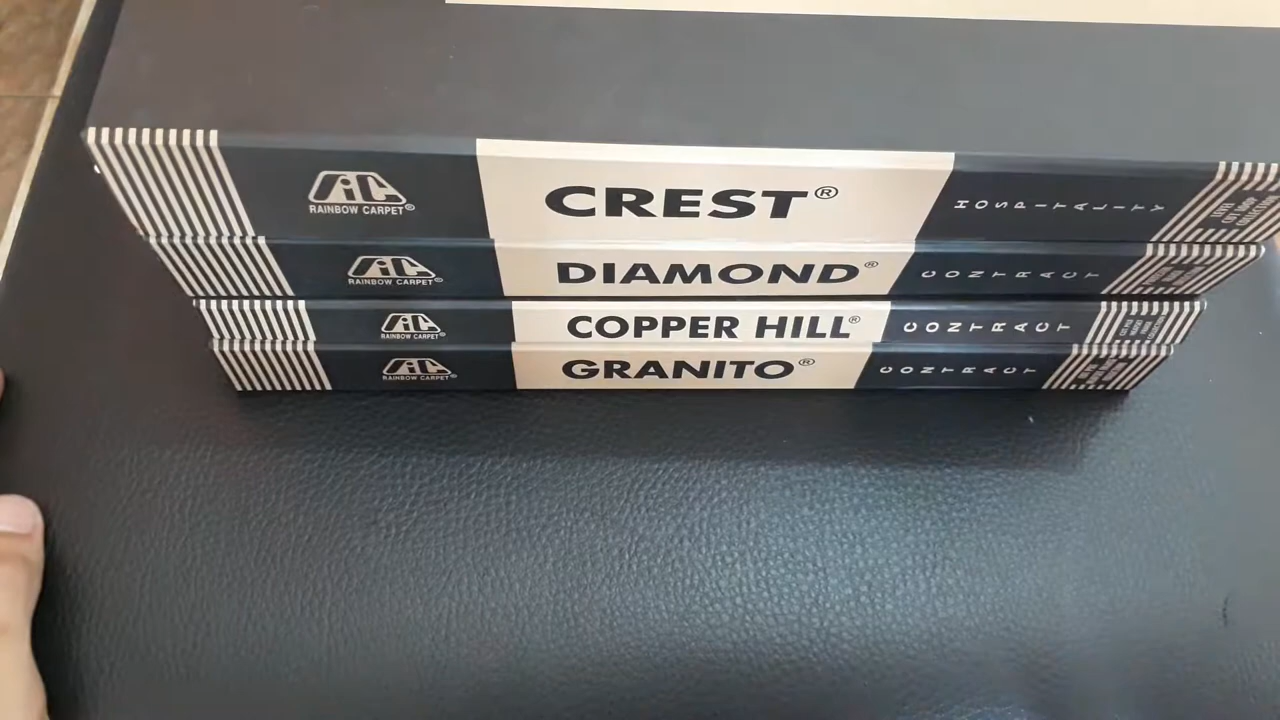 RAINBOW CARPET®
CREST®
HOSPITALITY
RAINBOW CARPET®
DIAMOND®
CONTRACT
RAINBOW CARPET®
COPPER HILL®
CONTRACT
RAINBOW CARPET®
GRANITO®
CONTRACT